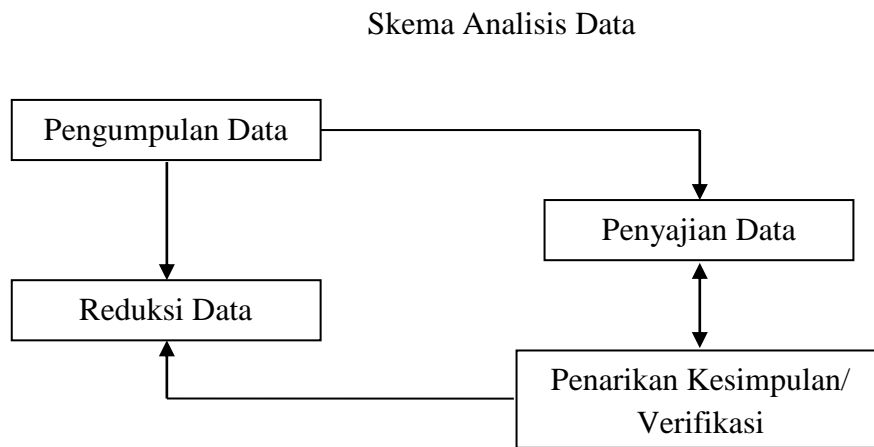 Skema Analisis Data
Pengumpulan Data
Penyajian Data
Reduksi Data
Penarikan Kesimpulan/
Verifikasi